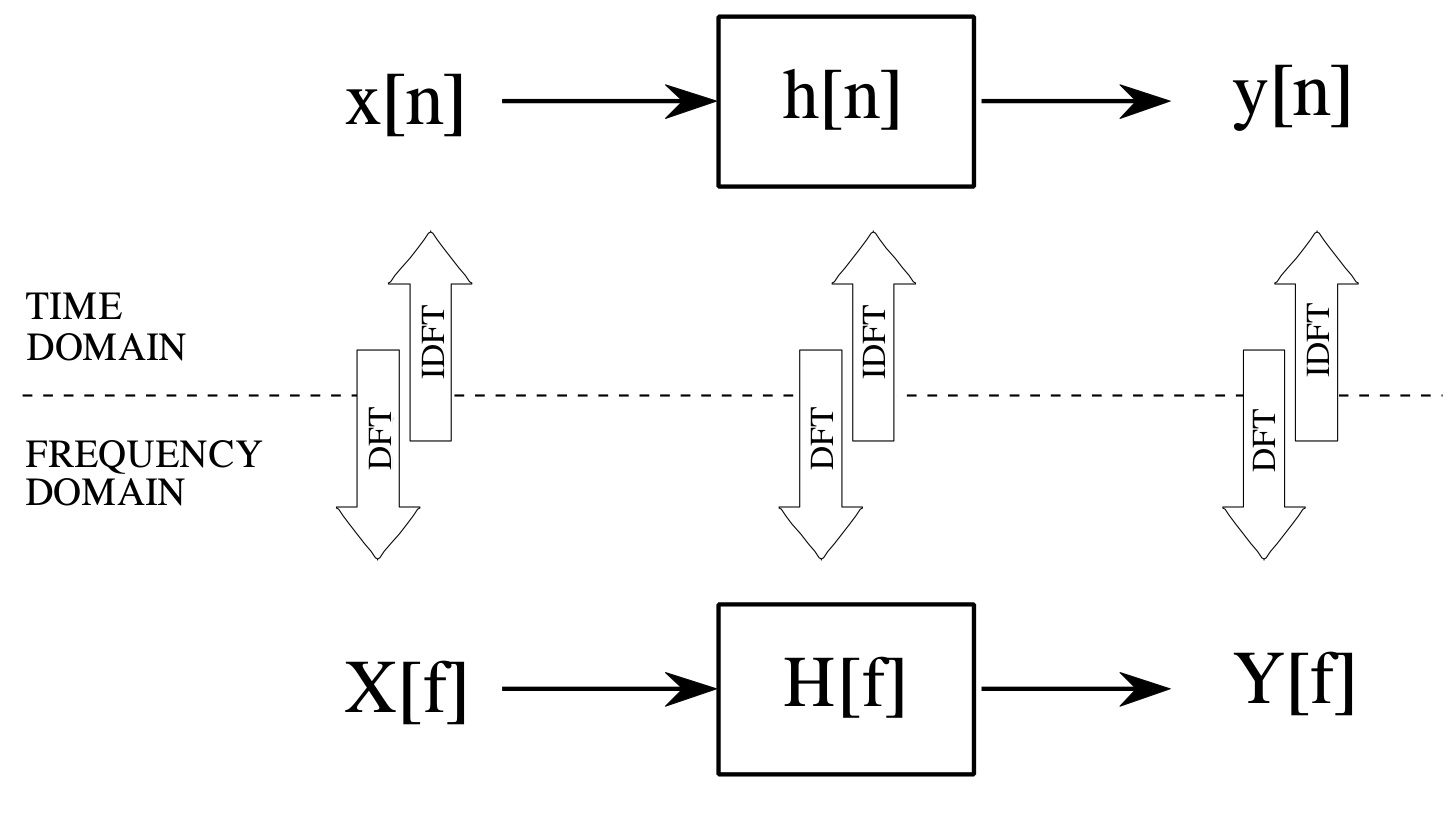 x[n]
h[n]
y[n]
TIME
DOMAIN
IDFT
IDFT
IDFT
DFT
DFT
DFT
FREQUENCY
DOMAIN
X[f]
H[f]
Y[f]